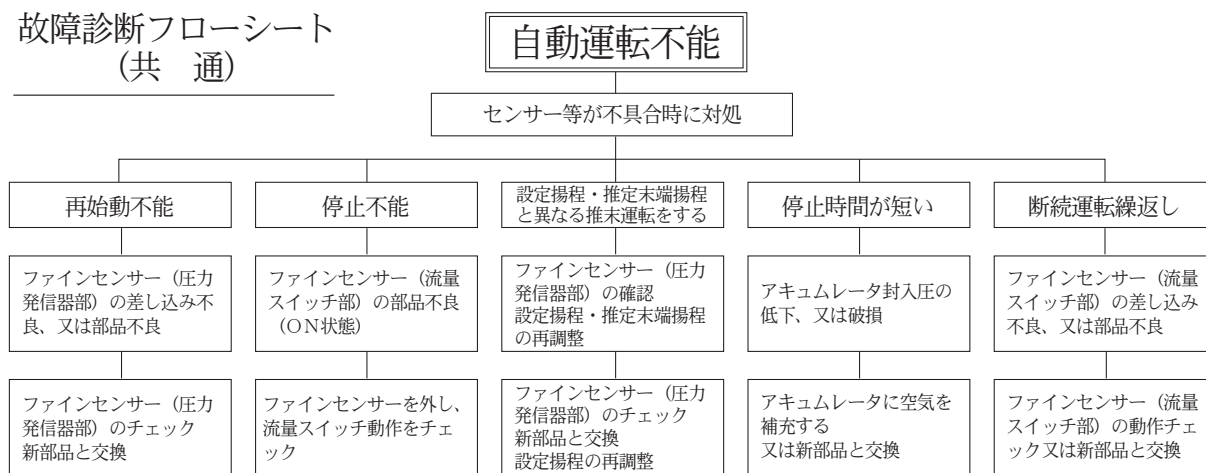 故障診断フローシート
(共　通)
自動運転不能
センサー等が不具合時に対処
再始動不能
停止不能
設定揚程・推定末端揚程
と異なる推末運転をする
停止時間が短い
断続運転繰返し
ファインセンサー（圧力
発信器部）の差し込み不
良、又は部品不良
ファインセンサー（流量
スイッチ部）の部品不良
（ＯＮ状態）
ファインセンサー（圧力
発信器部）の確認
設定揚程・推定末端揚程
の再調整
アキュムレータ封入圧の
低下、又は破損
ファインセンサー（流量
スイッチ部）の差し込み
不良、又は部品不良
ファインセンサー（圧力
発信器部）のチェック
新部品と交換
ファインセンサーを外し、
流量スイッチ動作をチェ
ック
ファインセンサー（圧力
発信器部）のチェック
新部品と交換
設定揚程の再調整
アキュムレータに空気を
補充する
又は新部品と交換
ファインセンサー（流量
スイッチ部）の動作チェ
ック又は新部品と交換